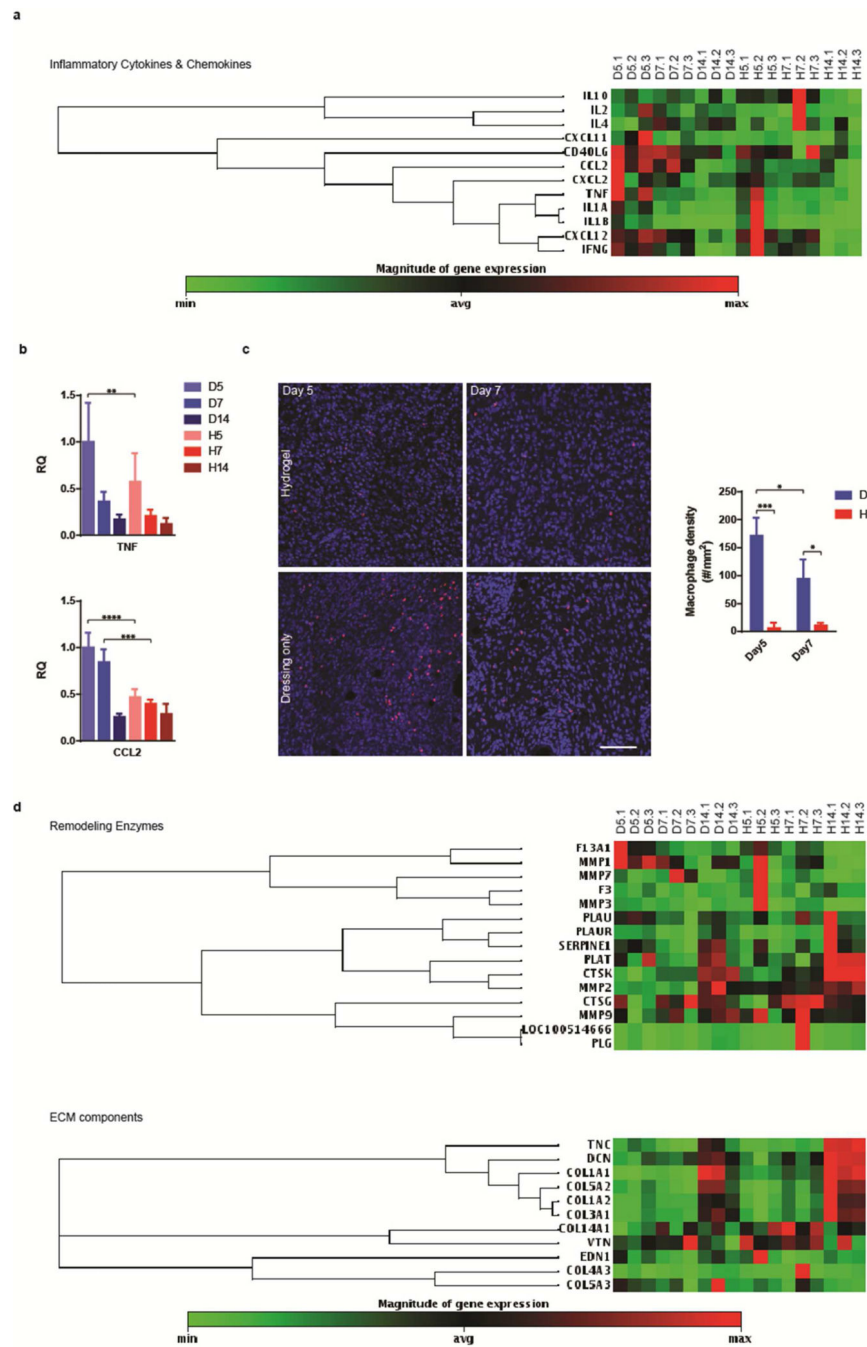 a
Inflammatory Cytokines & Chemokines
D5.1 D5.2 D5.3 D7.1 D7.2 D7.3 D14.1 D14.2 D14.3 H5.1 H5.2 H5.3 H7.1 H7.2 H7.3 H14.1 H14.2 H14.3
IL10
IL2
IL4
CXCL11
CD40LG
CCL2
CXCL2
TNF
IL1A
IL1B
CXCL12
IFNG
Magnitude of gene expression
min avg max
b
RQ
1.5
1.0
0.5
0.0
**
TNF
D5
D7
D14
H5
H7
H14
RQ
1.5
1.0
0.5
0.0
****
***
CCL2
c
Day 5
Day 7
Hydrogel
Dressing only
Macrophage density
(#/mm²)
250
200
150
100
50
0
*
***
*
Day5
Day7
D
H
d
Remodeling Enzymes
D5.1 D5.2 D5.3 D7.1 D7.2 D7.3 D14.1 D14.2 D14.3 H5.1 H5.2 H5.3 H7.1 H7.2 H7.3 H14.1 H14.2 H14.3
F13A1
MMP1
MMP7
F3
MMP3
PLAU
PLAUR
SERPINE1
PLAT
CTSK
MMP2
CTSG
MMP9
LOC100514666
PLG
ECM components
TNC
DCN
COL1A1
COL5A2
COL1A2
COL3A1
COL14A1
VTN
EDN1
COL4A3
COL5A3
Magnitude of gene expression
min avg max